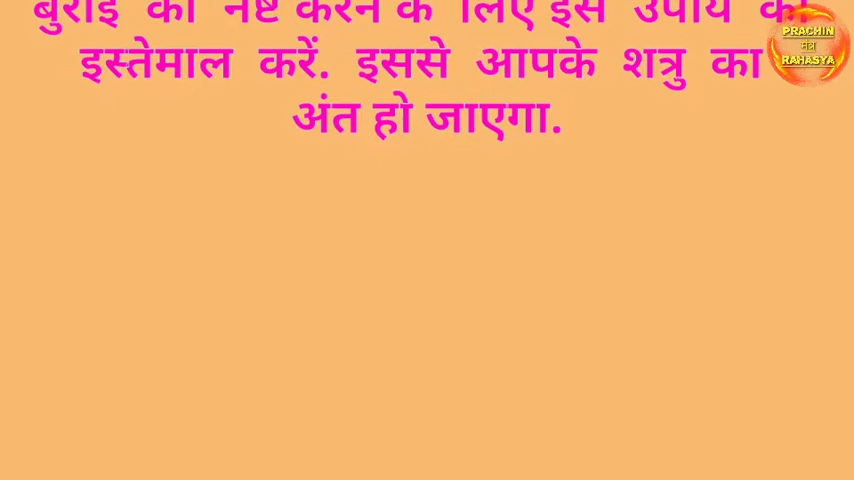 बुराई को नष्ट करने के लिए इस उपाय का
इस्तेमाल करें. इससे आपके शत्रु का
अंत हो जाएगा.
PRACHIN
मंत्र
RAHASYA